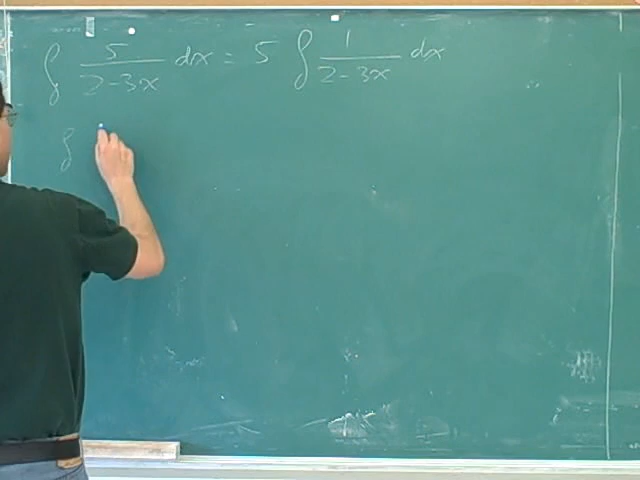 ∫ 5/(2-3x) dx = 5 ∫ 1/(2-3x) dx
∫